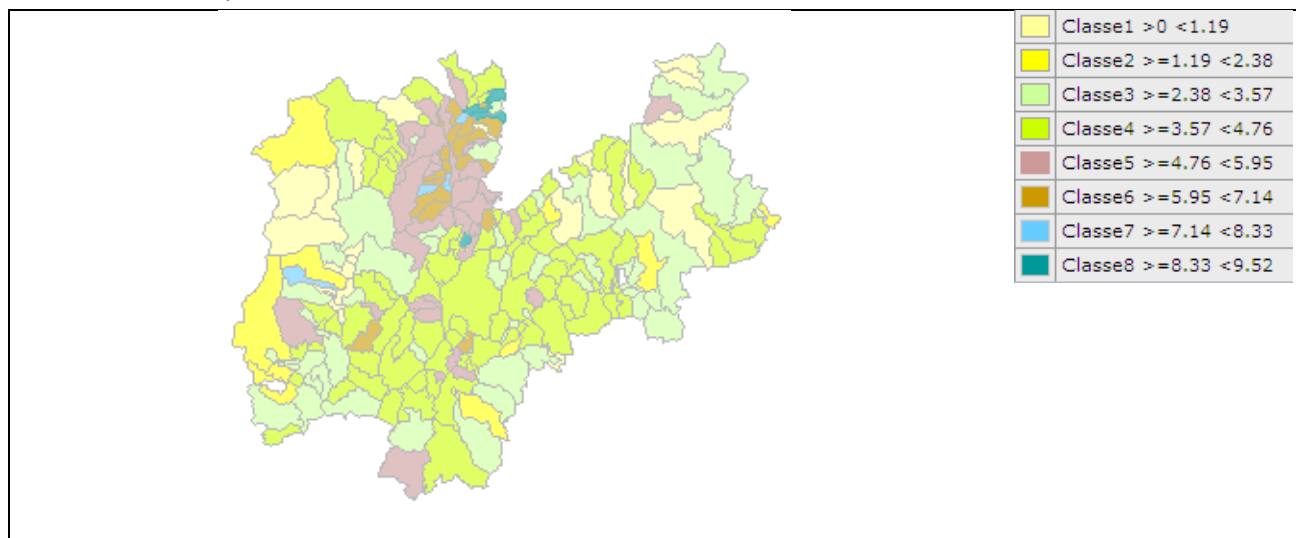 Classe1 >0 <1.19
Classe2 >=1.19 <2.38
Classe3 >=2.38 <3.57
Classe4 >=3.57 <4.76
Classe5 >=4.76 <5.95
Classe6 >=5.95 <7.14
Classe7 >=7.14 <8.33
Classe8 >=8.33 <9.52